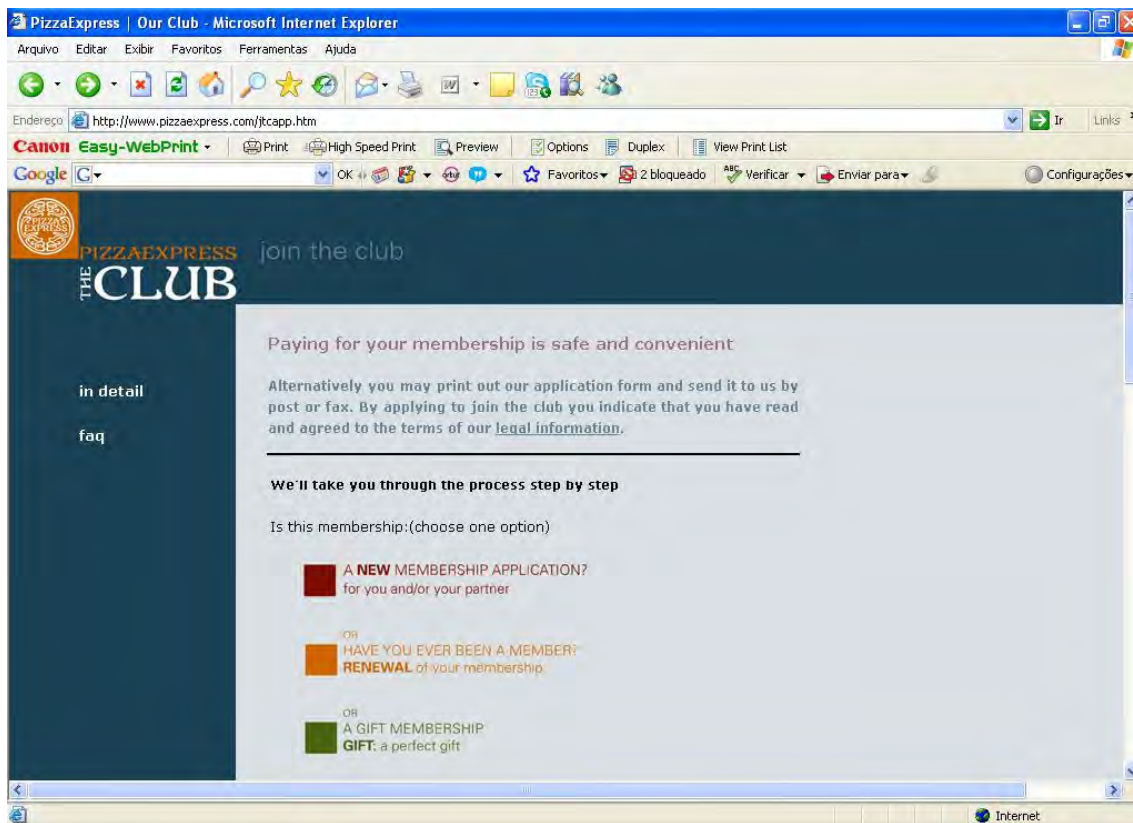 PizzaExpress | Our Club - Microsoft Internet Explorer
Arquivo Editar Exibir Favoritos Ferramentas Ajuda
Endereço http://www.pizzaexpress.com/jtcapp.htm Ir Links
Canon Easy-WebPrint Print High Speed Print Preview Options Duplex View Print List
Google G OK Favoritos 2 bloqueado ABC Verificar Enviar para Configurações
PIZZA EXPRESS
PIZZAEXPRESS join the club
THE CLUB
Paying for your membership is safe and convenient
in detail
Alternatively you may print out our application form and send it to us by
post or fax. By applying to join the club you indicate that you have read
faq
and agreed to the terms of our legal information.
We'll take you through the process step by step
Is this membership:(choose one option)
A NEW MEMBERSHIP APPLICATION?
for you and/or your partner
OR
HAVE YOU EVER BEEN A MEMBER?
RENEWAL of your membership
OR
A GIFT MEMBERSHIP
GIFT: a perfect gift
Internet